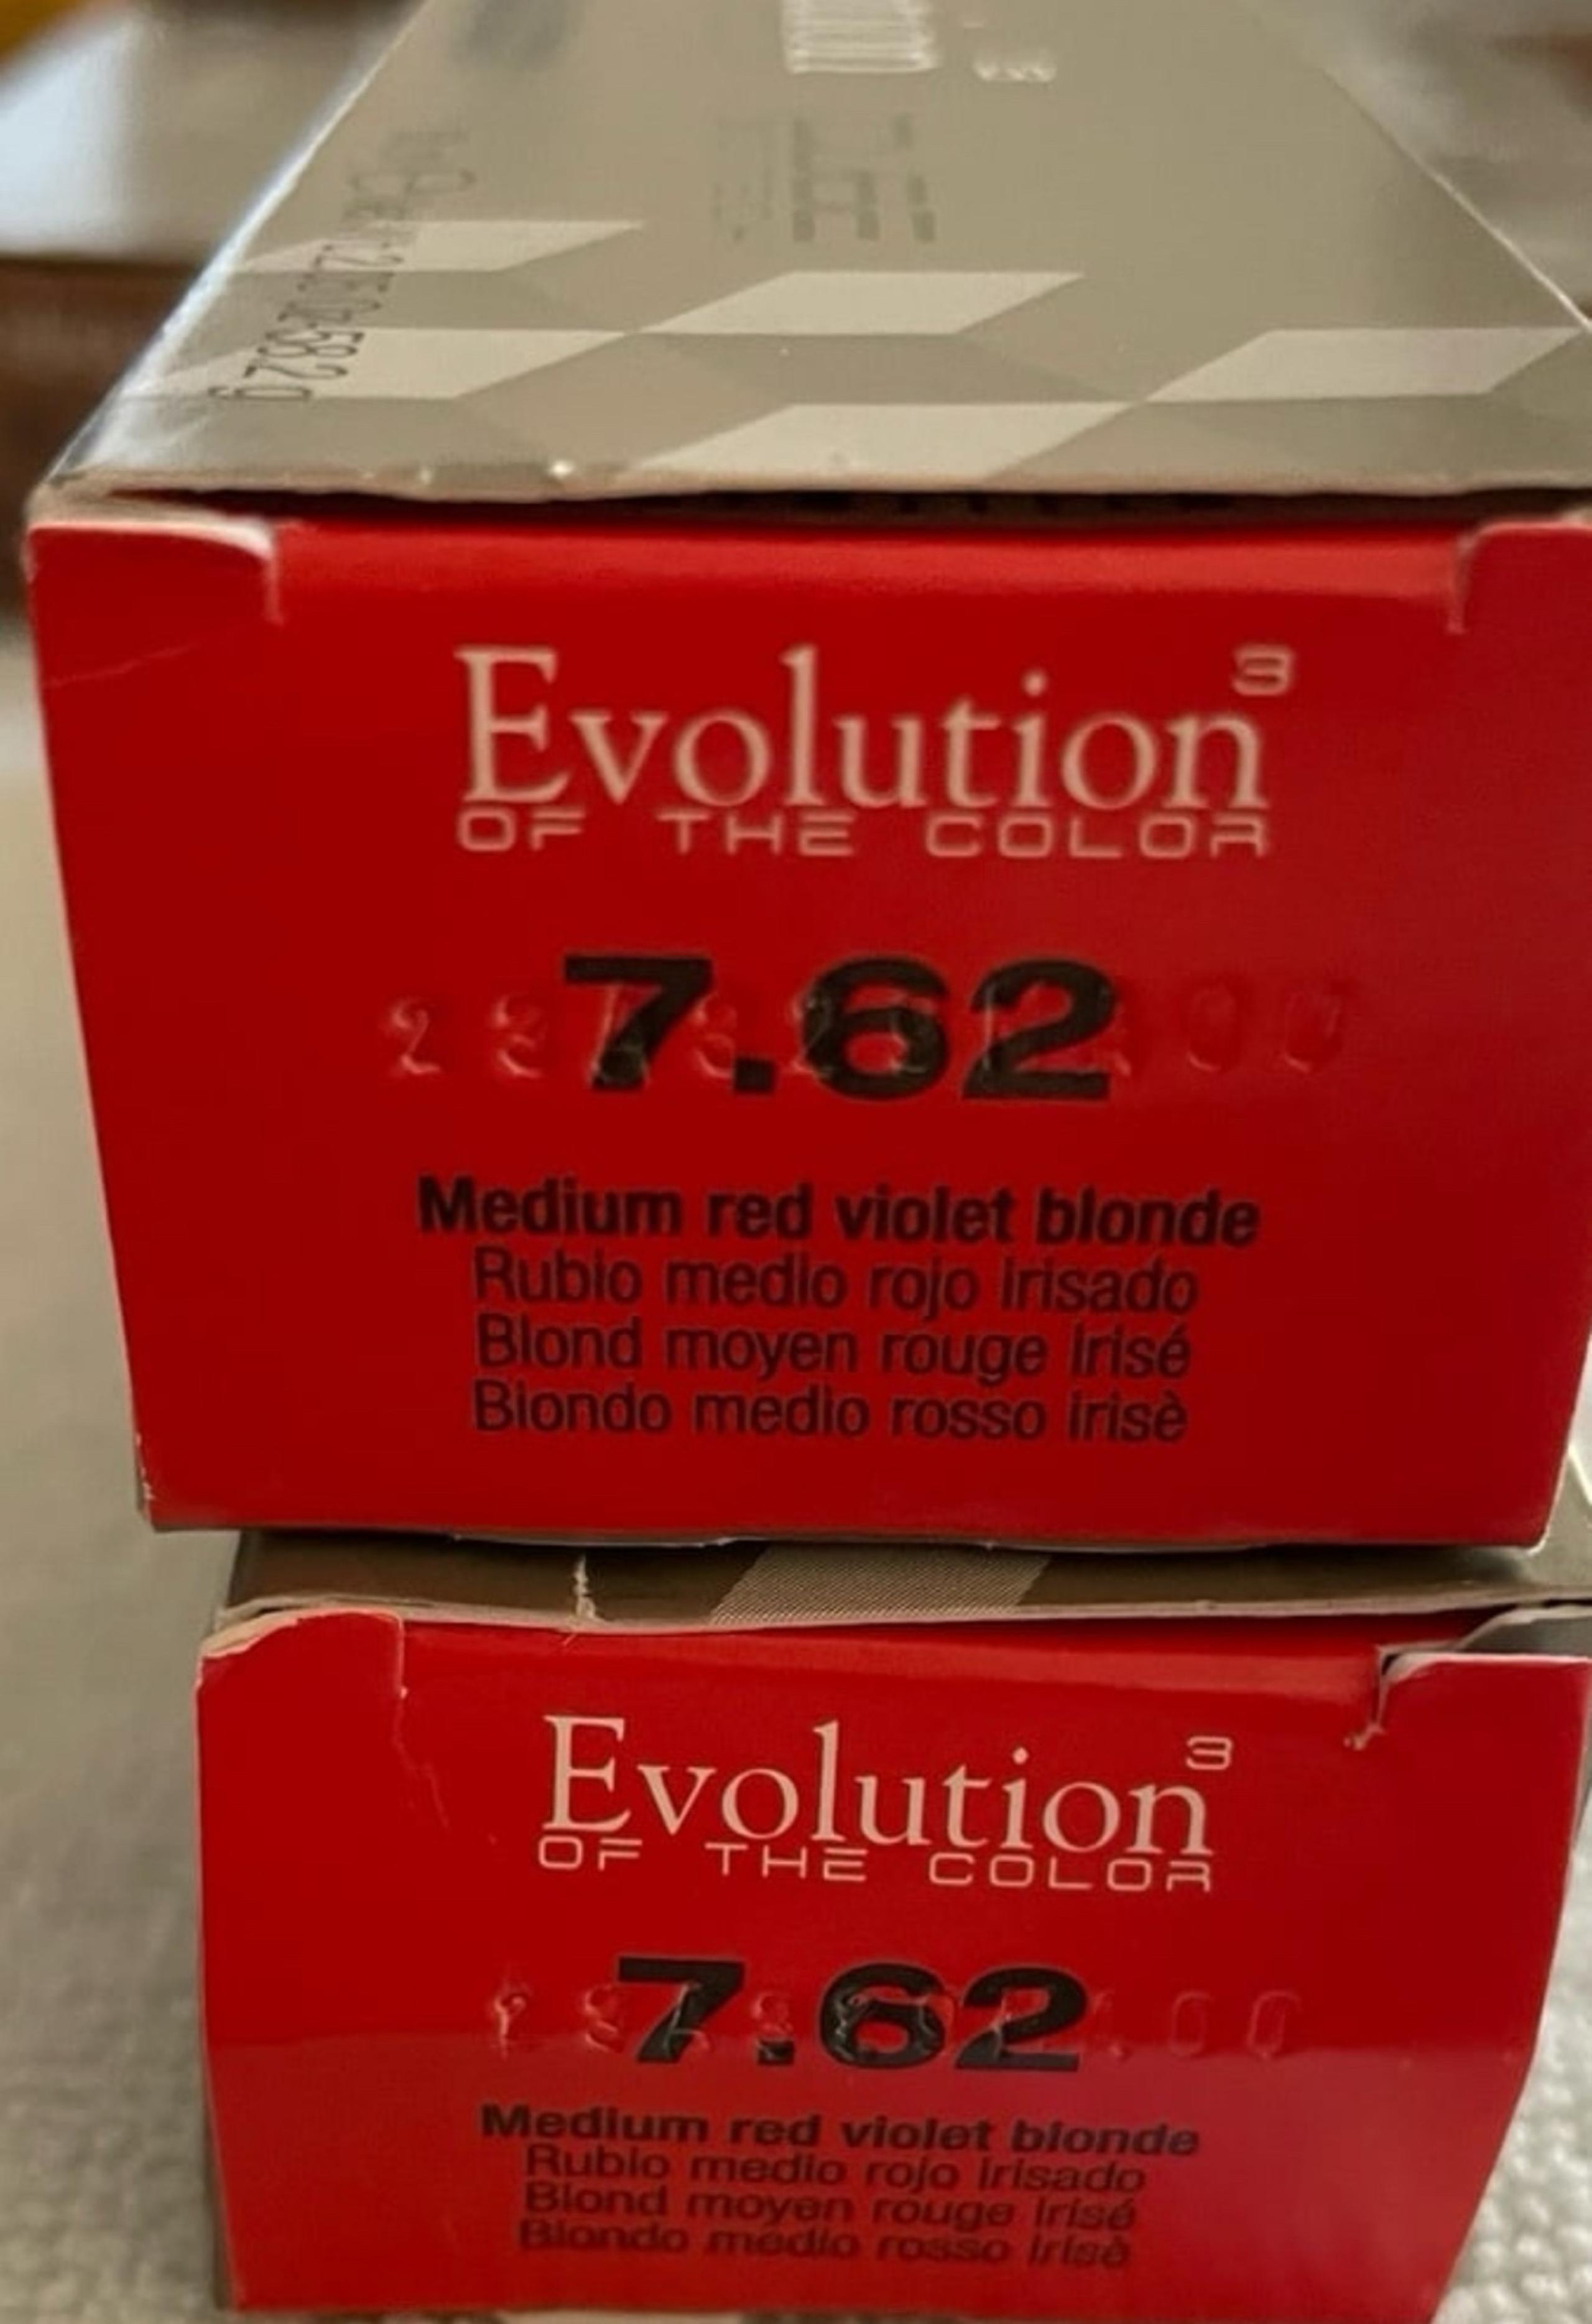 Evolution³
OF THE COLOR
7.62
Medium red violet blonde
Rubio medio rojo irisado
Blond moyen rouge irisé
Biondo medio rosso irisè
Evolution³
OF THE COLOR
7.62
Medium red violet blonde
Rubio medio rojo irisado
Blond moyen rouge irisé
Biondo medio rosso irisè